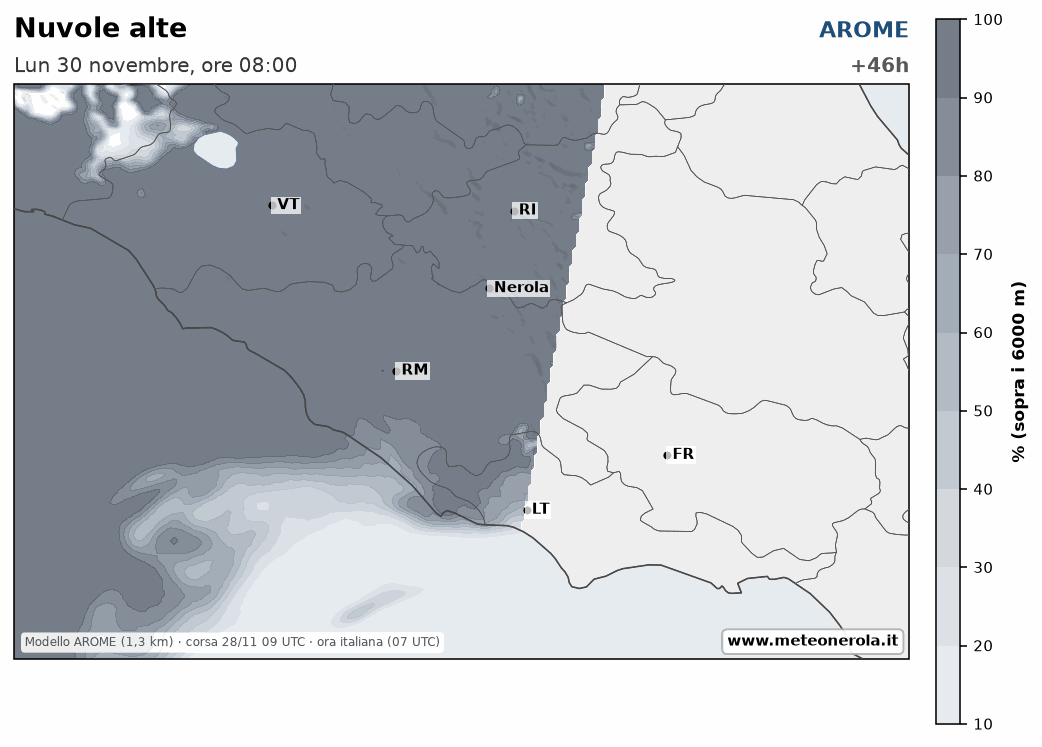 Nuvole alte
AROME
Lun 30 novembre, ore 08:00
+46h
100
90
80
70
60
50
40
30
20
10
% (sopra i 6000 m)
VT
RI
Nerola
RM
FR
LT
Modello AROME (1,3 km) · corsa 28/11 09 UTC · ora italiana (07 UTC)
www.meteonerola.it